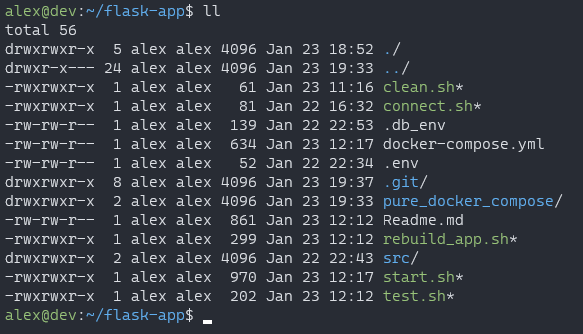 alex@dev:~/flask-app$ ll
total 56
drwxrwxr-x  5 alex alex 4096 Jan 23 18:52 ./
drwxr-x--- 24 alex alex 4096 Jan 23 19:33 ../
-rwxrwxr-x  1 alex alex   61 Jan 23 11:16 clean.sh*
-rwxrwxr-x  1 alex alex   81 Jan 22 16:32 connect.sh*
-rw-rw-r--  1 alex alex  139 Jan 22 22:53 .db_env
-rw-rw-r--  1 alex alex  634 Jan 23 12:17 docker-compose.yml
-rw-rw-r--  1 alex alex   52 Jan 22 22:34 .env
drwxrwxr-x  8 alex alex 4096 Jan 23 19:37 .git/
drwxrwxr-x  2 alex alex 4096 Jan 23 19:33 pure_docker_compose/
-rw-rw-r--  1 alex alex  861 Jan 23 12:12 Readme.md
-rwxrwxr-x  1 alex alex  299 Jan 23 12:12 rebuild_app.sh*
drwxrwxr-x  2 alex alex 4096 Jan 22 22:43 src/
-rwxrwxr-x  1 alex alex  970 Jan 23 12:17 start.sh*
-rwxrwxr-x  1 alex alex  202 Jan 23 12:12 test.sh*
alex@dev:~/flask-app$